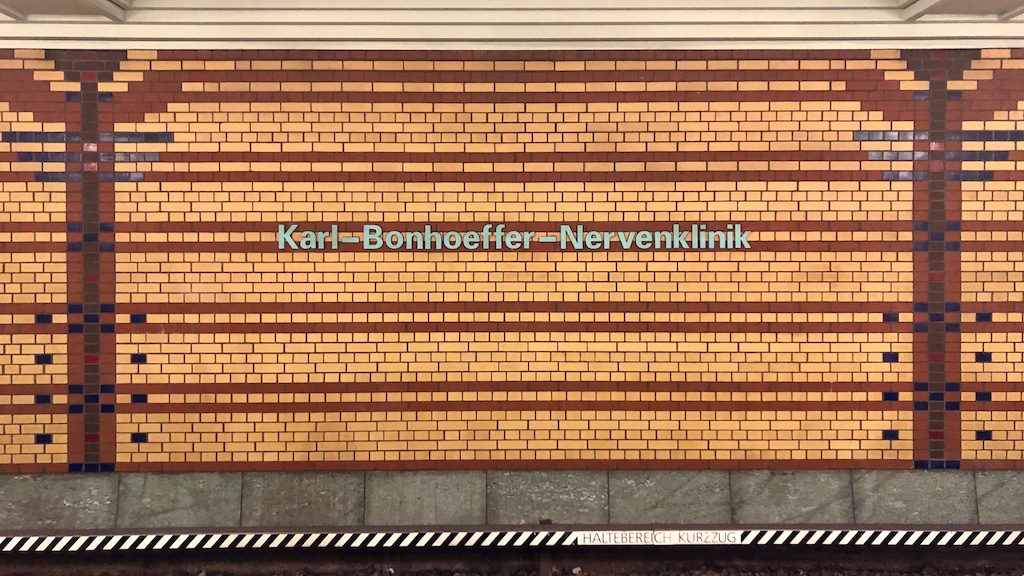 Karl-Bonhoeffer-Nervenklinik
HALTEBEREICH KURZZUG